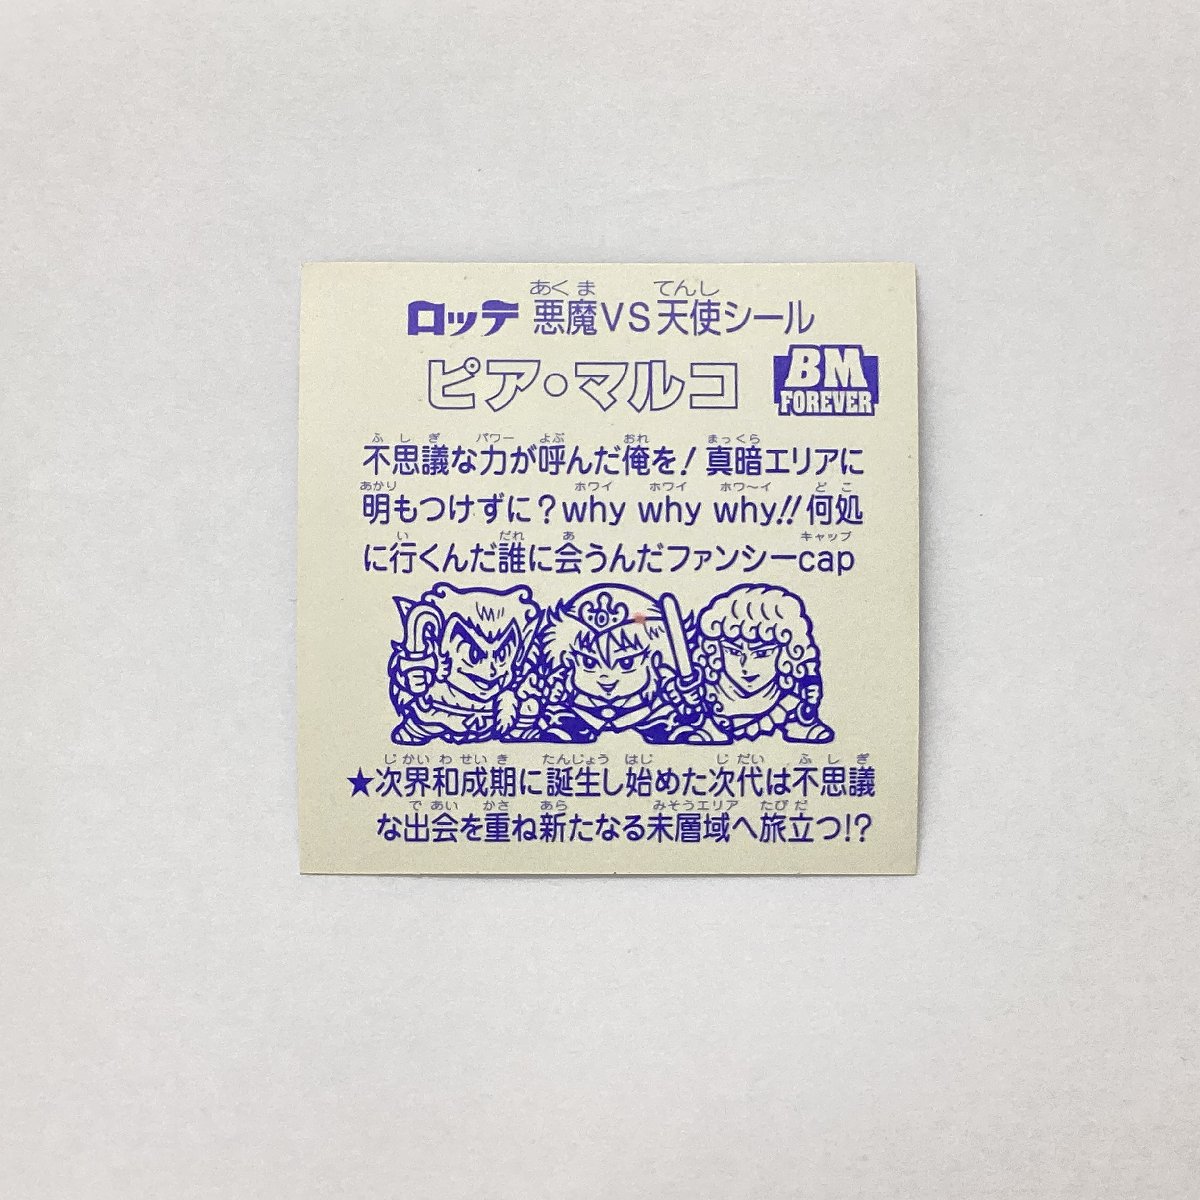 ロッテ 悪魔VS天使シール
あくま てんし
ピア・マルコ
BM
FOREVER
ふしぎ パワー よぶ おれ まっくら
不思議な力が呼んだ俺を!真暗エリアに
あかり ホワイ ホワイ ホワ〜イ どこ
明もつけずに?why why why!!何処
い だれ あ キャップ
に行くんだ誰に会うんだファンシーcap
じかいわせいき たんじょう はじ じだい ふしぎ
★次界和成期に誕生し始めた次代は不思議
であい かさ あら みそうエリア たびだ
な出会を重ね新たなる未層域へ旅立つ!?